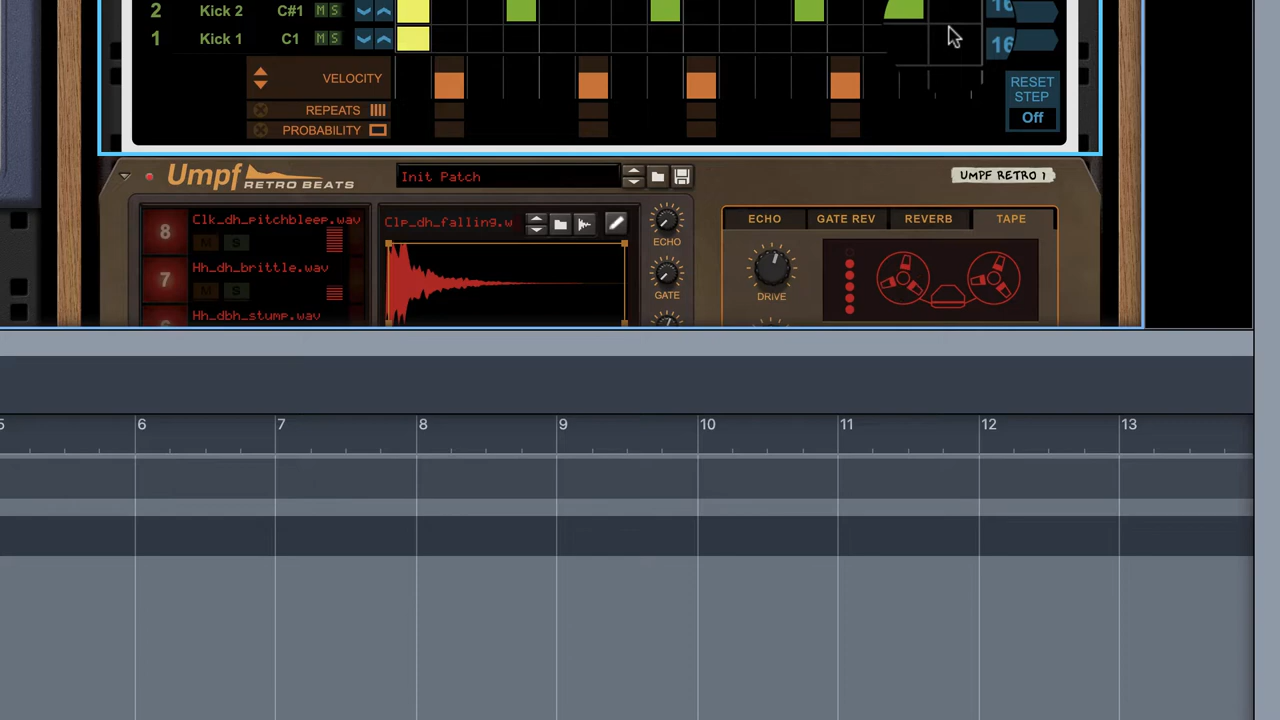 2 Kick 2 C#1 M S 16
1 Kick 1 C1 M S 16
VELOCITY
REPEATS
PROBABILITY
RESET
STEP
Off
Umpf
RETRO BEATS
Init Patch
UMPF RETRO 1
8
Clk_dh_pitchbleep.wav
M S
7
Hh_dh_brittle.wav
M S
Hh_dbh_stump.wav
Clp_dh_falling.w
ECHO
GATE
ECHO GATE REV REVERB TAPE
DRIVE
5 6 7 8 9 10 11 12 13